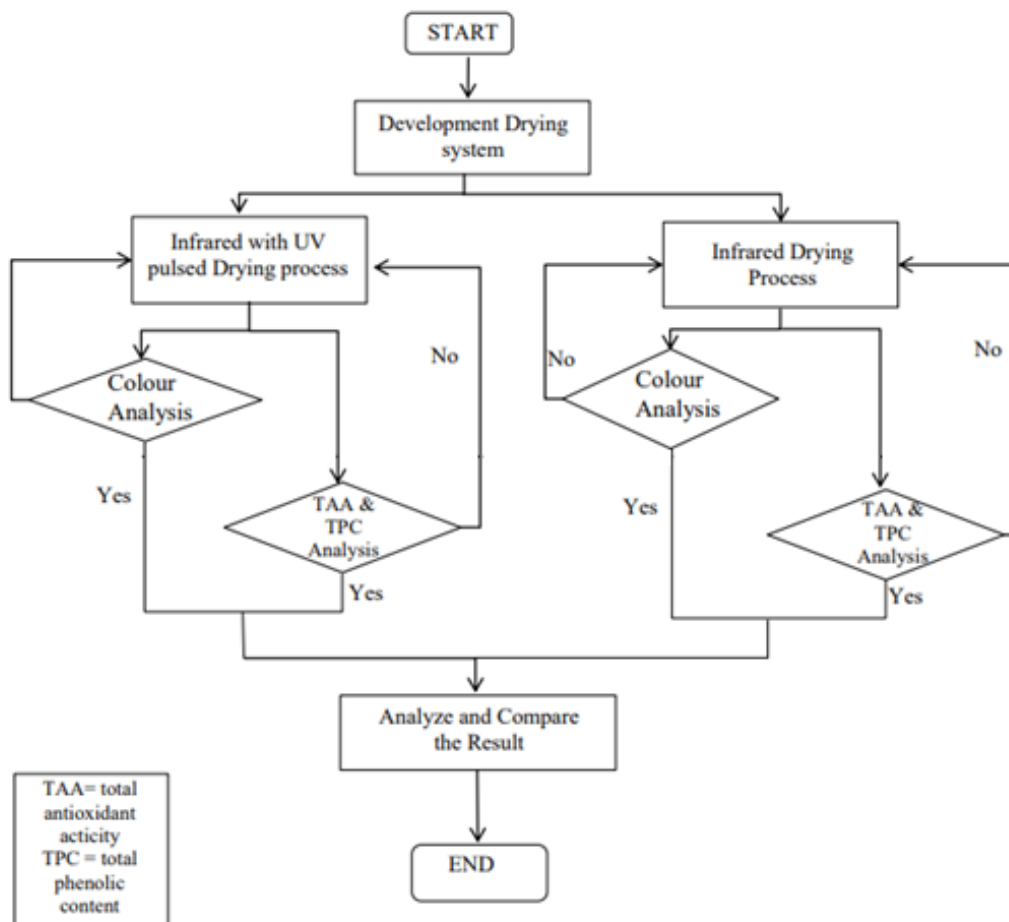 START
Development Drying
system
Infrared with UV
pulsed Drying process
Infrared Drying
Process
No
No
No
Colour
Analysis
Colour
Analysis
Yes
Yes
TAA &
TPC
Analysis
TAA &
TPC
Analysis
Yes
Yes
Analyze and Compare
the Result
TAA= total
antioxidant
acticity
TPC = total
phenolic
content
END